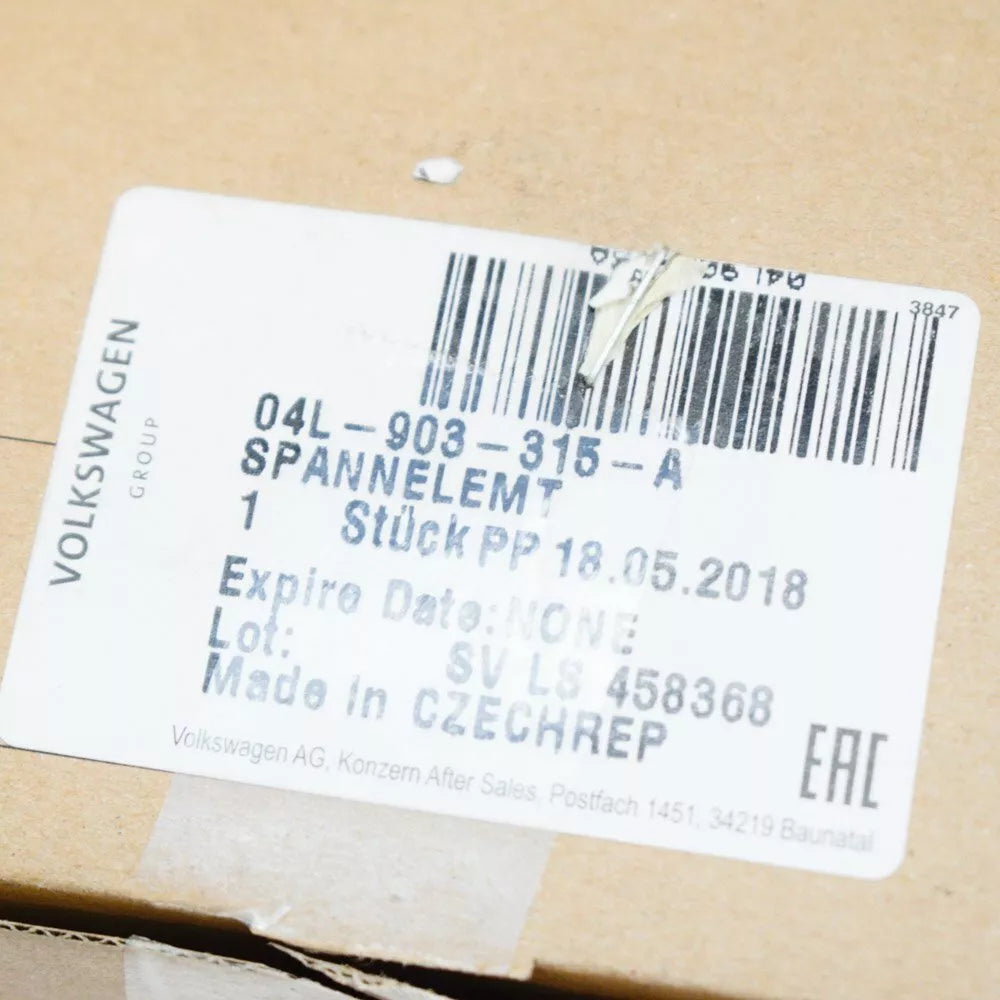 VOLKSWAGEN
GROUP
3847
04L-903-315-A
SPANNELEMT
1 Stück PP 18.05.2018
Expire Date:NONE
Lot: SV LS 458368
Made in CZECHREP
Volkswagen AG, Konzern After Sales, Postfach 1451, 34219 Baunatal
EAC